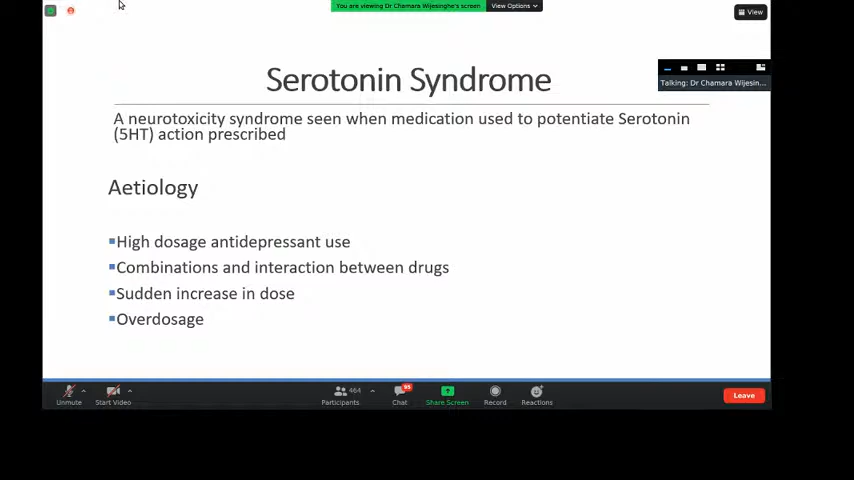 You are viewing Dr Chamara Wijesinghe's screen
View Options
View
Serotonin Syndrome
Talking: Dr Chamara Wijesin...
A neurotoxicity syndrome seen when medication used to potentiate Serotonin
(5HT) action prescribed
Aetiology
High dosage antidepressant use
Combinations and interaction between drugs
Sudden increase in dose
Overdosage
Unmute
Start Video
464
Participants
95
Chat
Share Screen
Record
Reactions
Leave